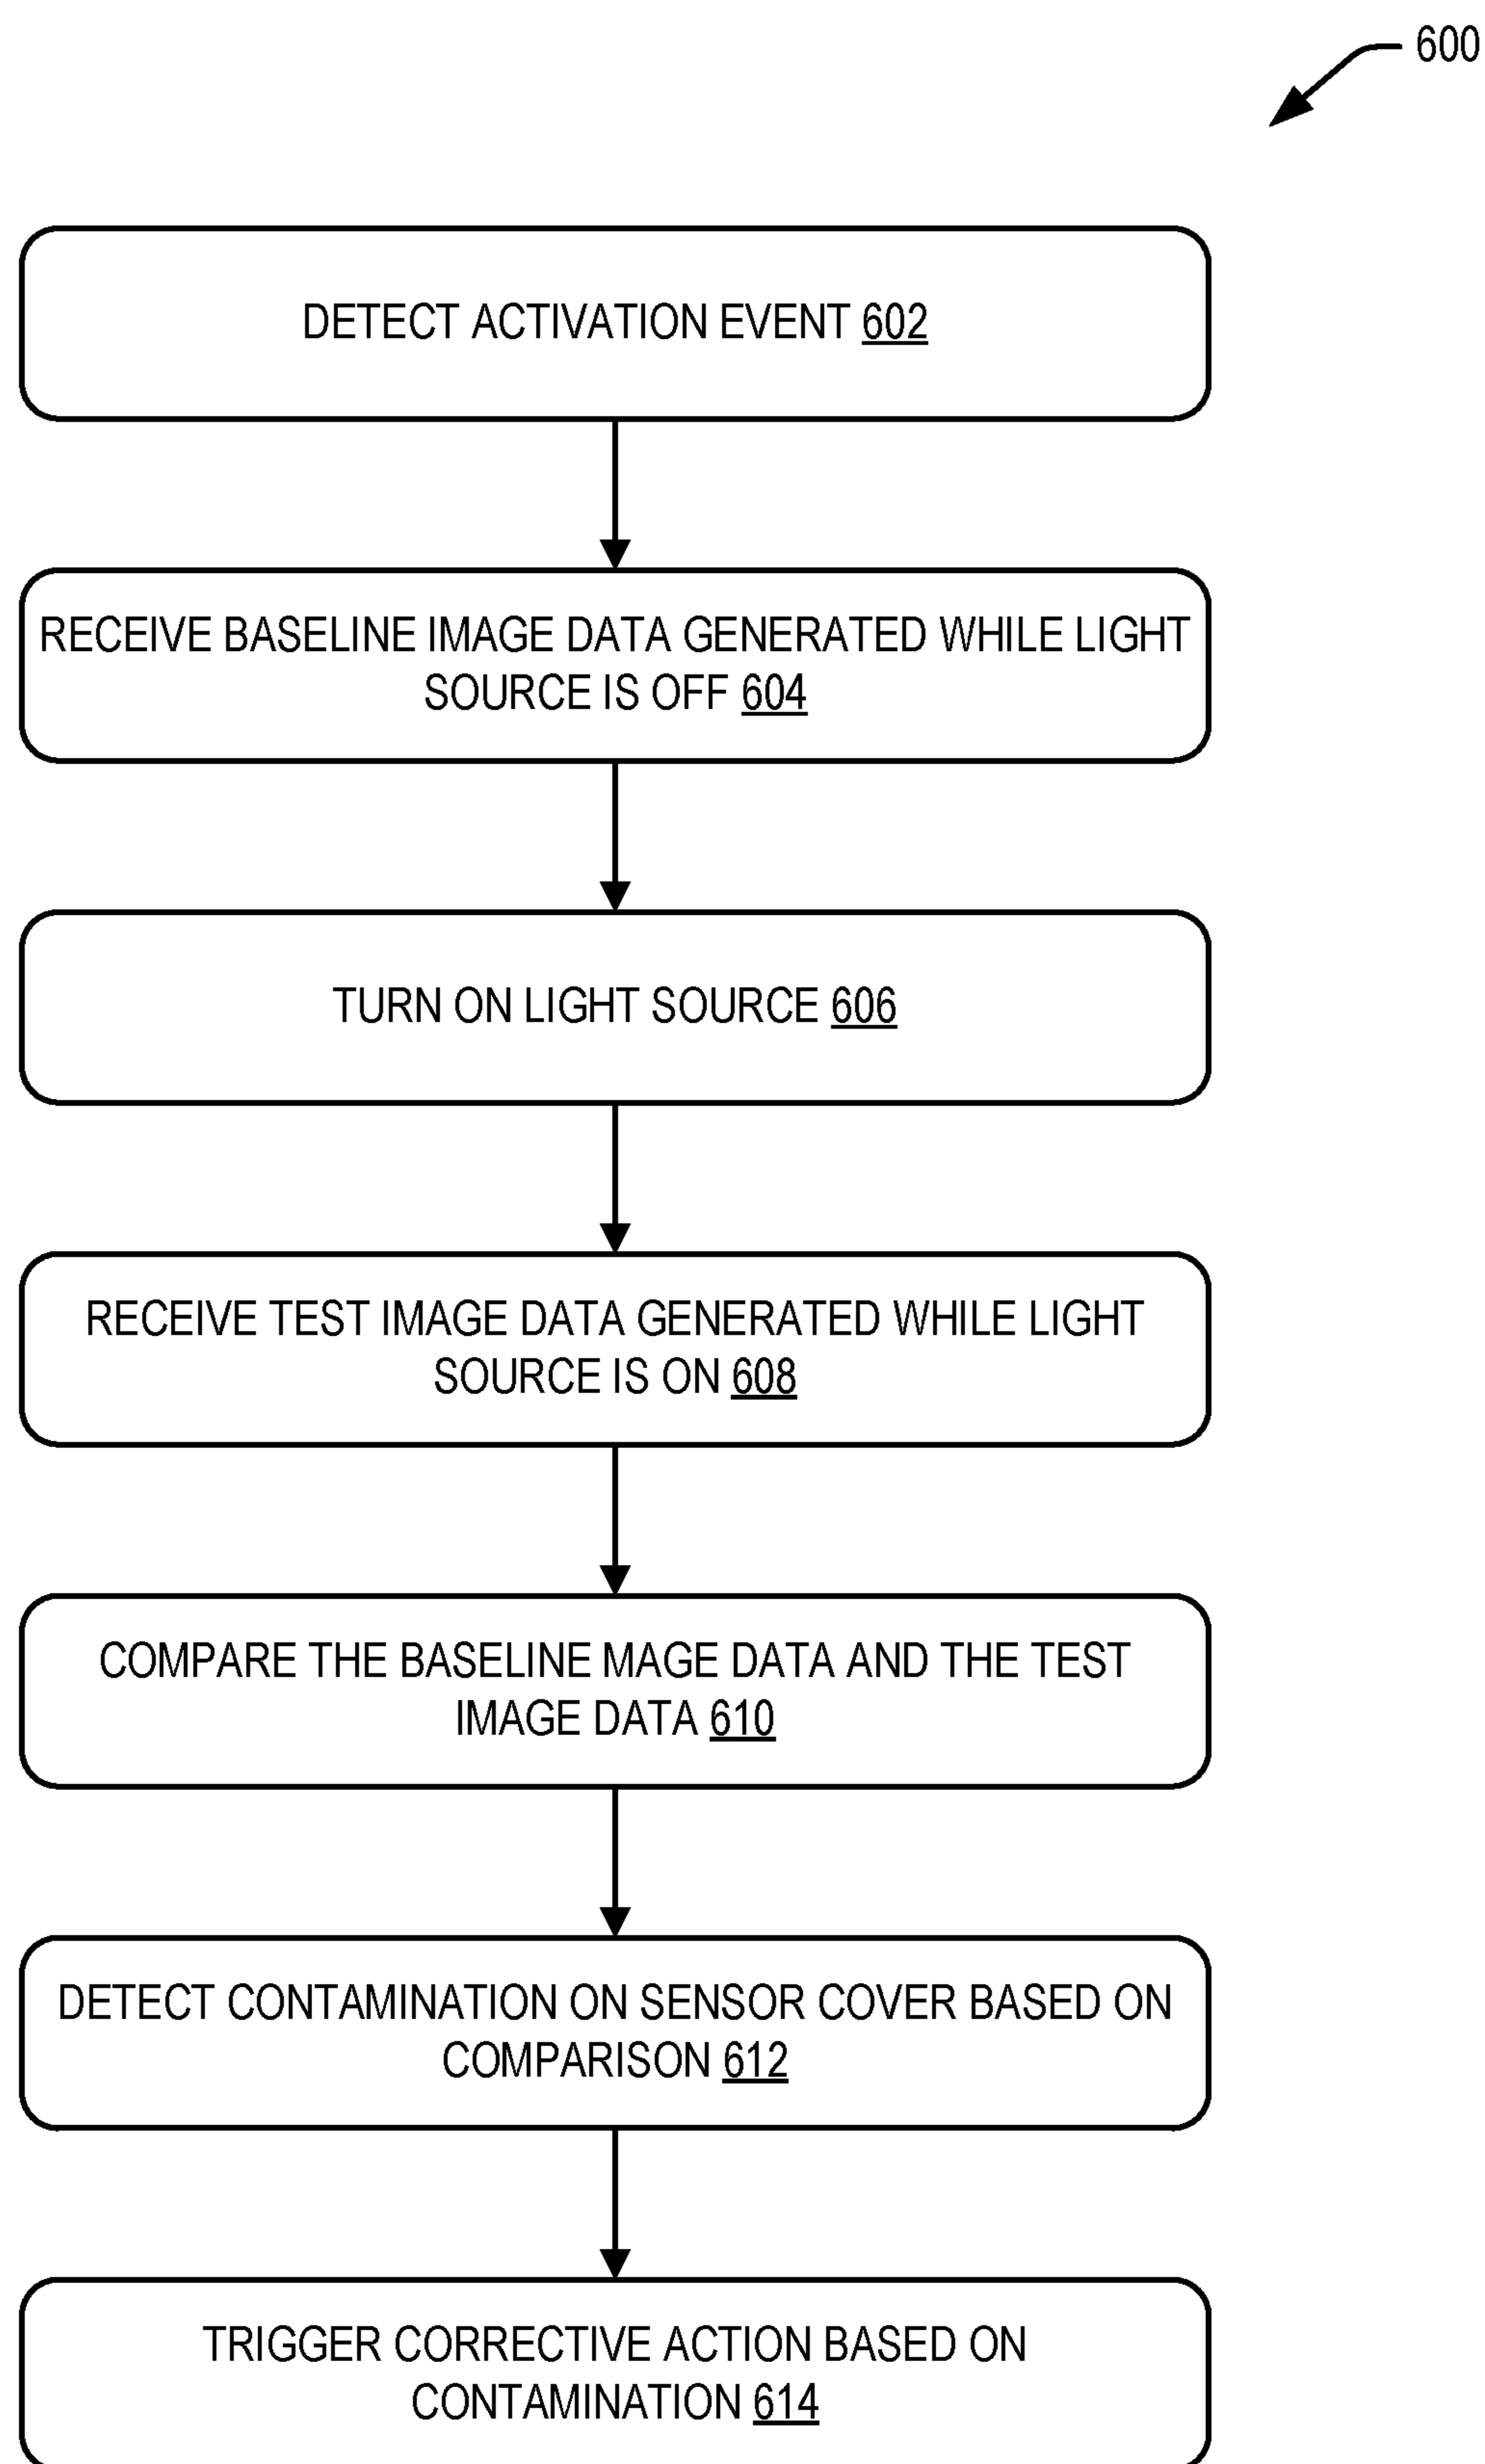 600
DETECT ACTIVATION EVENT 602
RECEIVE BASELINE IMAGE DATA GENERATED WHILE LIGHT
SOURCE IS OFF 604
TURN ON LIGHT SOURCE 606
RECEIVE TEST IMAGE DATA GENERATED WHILE LIGHT
SOURCE IS ON 608
COMPARE THE BASELINE MAGE DATA AND THE TEST
IMAGE DATA 610
DETECT CONTAMINATION ON SENSOR COVER BASED ON
COMPARISON 612
TRIGGER CORRECTIVE ACTION BASED ON
CONTAMINATION 614